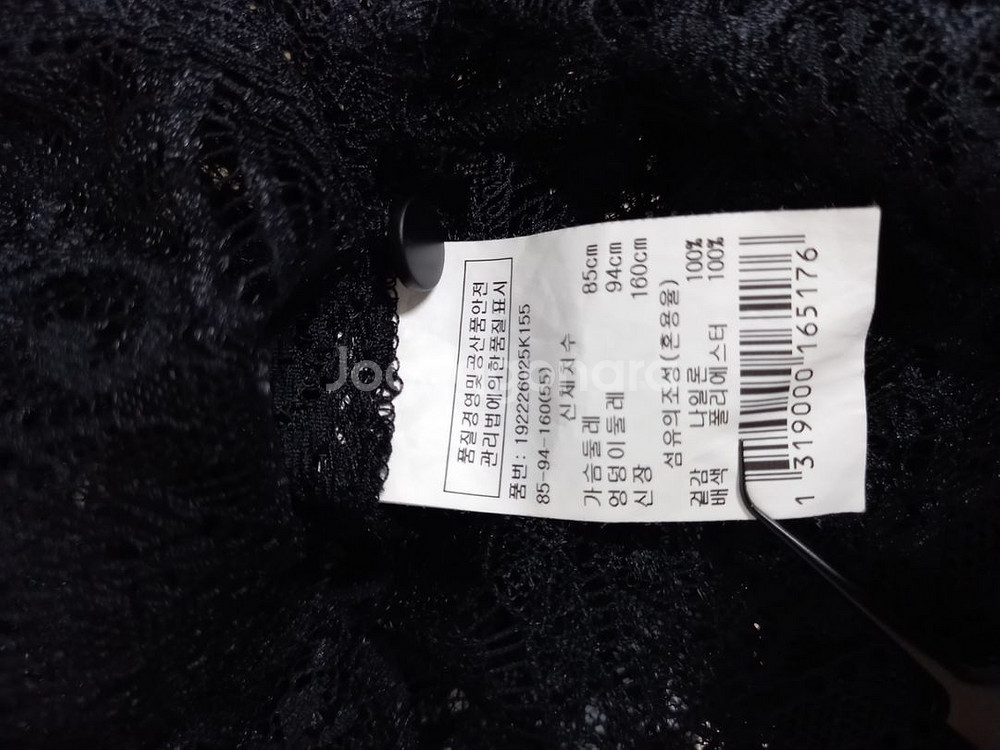 품질경영및 공산품안전
관리법에의한품질표시
품번: 192226025K155
85-94-160(55)
신체치수
가슴둘레 85cm
엉덩이둘레 94cm
신장 160cm
섬유의조성(혼용율)
겉감 나일론 100%
배색 폴리에스터 100%
1 319000 165176